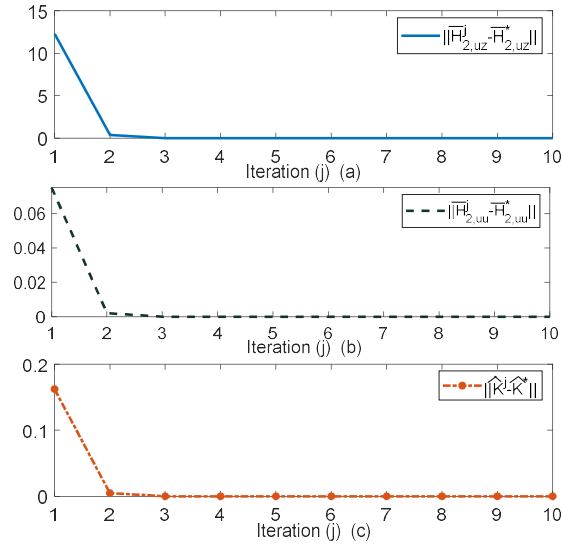 15
10
5
0
||H̅ʲ₂,uz-H̅*₂,uz||
1 2 3 4 5 6 7 8 9 10
Iteration (j) (a)
0.06
0.04
0.02
0
||H̅ʲ₂,uu-H̅*₂,uu||
1 2 3 4 5 6 7 8 9 10
Iteration (j) (b)
0.2
0.1
0
||K̂ʲ-K̂*||
1 2 3 4 5 6 7 8 9 10
Iteration (j) (c)